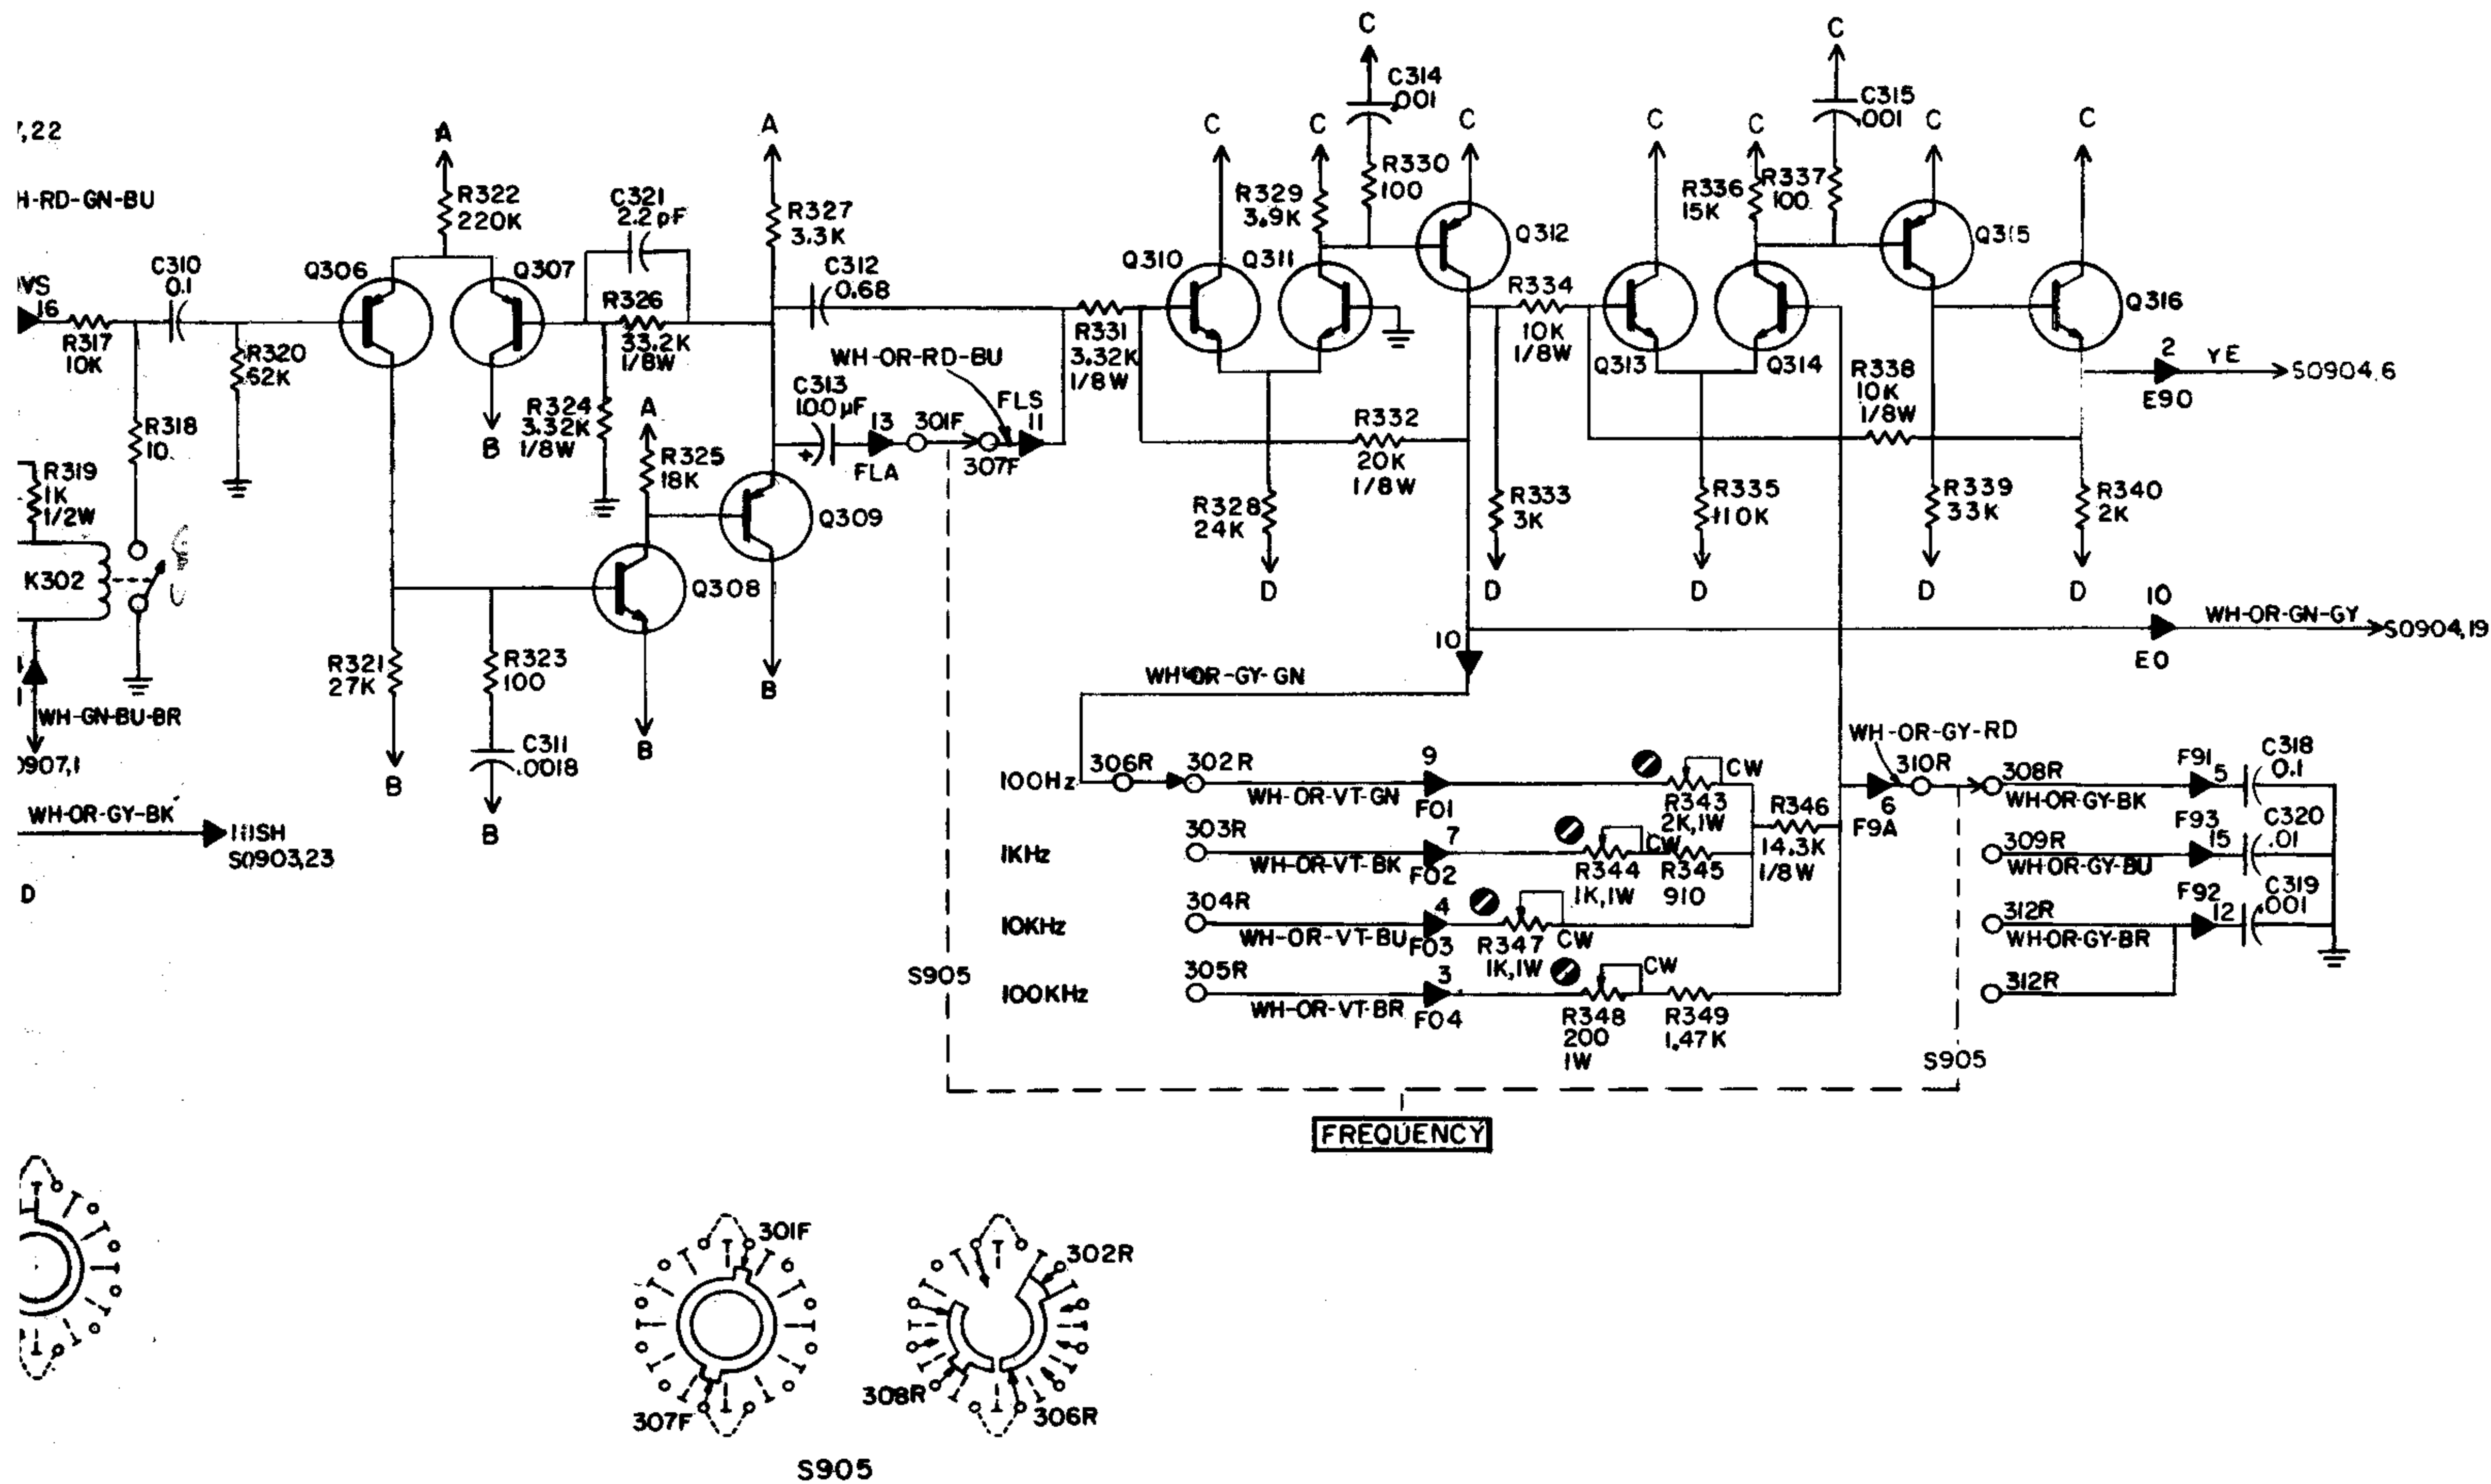 C
C
C314
.001
C315
.001
,22
A
A
C
C
C
C
C
C
C
H-RD-GN-BU
R322
220K
C321
2.2pF
R327
3.3K
R329
3.9K
R330
100
R336
15K
R337
100
VS
16
C310
0.1
Q306
Q307
R326
33.2K
1/8W
C312
0.68
Q310
Q311
Q312
R334
10K
1/8W
Q315
Q316
R317
10K
R320
62K
WH-OR-RD-BU
R331
3.32K
1/8W
Q313
Q314
R338
10K
1/8W
2
YE
SO904,6
E90
R318
10
R324
3.32K
1/8W
B
A
R325
18K
C313
100µF
13
301F
FLS
11
FLA
307F
R332
20K
1/8W
R319
1K
1/2W
Q309
R328
24K
R333
3K
R335
110K
R339
33K
R340
2K
K302
Q308
D
D
D
D
D
10
WH-OR-GN-GY
SO904,19
E0
R321
27K
R323
100
B
10
WH-OR-GY-GN
WH-GN-BU-BR
0907,1
B
B
C311
.0018
B
100Hz
306R
302R
WH-OR-VT-GN
9
F01
CW
R343
2K,1W
R346
14.3K
1/8W
WH-OR-GY-RD
310R
6
F9A
308R
WH-OR-GY-BK
F91
5
C318
0.1
WH-OR-GY-BK
HISH
SO903,23
1KHz
303R
WH-OR-VT-BK
7
F02
CW
R344
1K,1W
R345
910
309R
WH-OR-GY-BU
F93
15
C320
.01
D
10KHz
304R
WH-OR-VT-BU
4
F03
R347
1K,1W
CW
312R
WH-OR-GY-BR
F92
12
C319
.001
S905
100KHz
305R
WH-OR-VT-BR
3
F04
CW
R348
200
1W
R349
1.47K
312R
S905
FREQUENCY
301F
302R
307F
308R
306R
S905